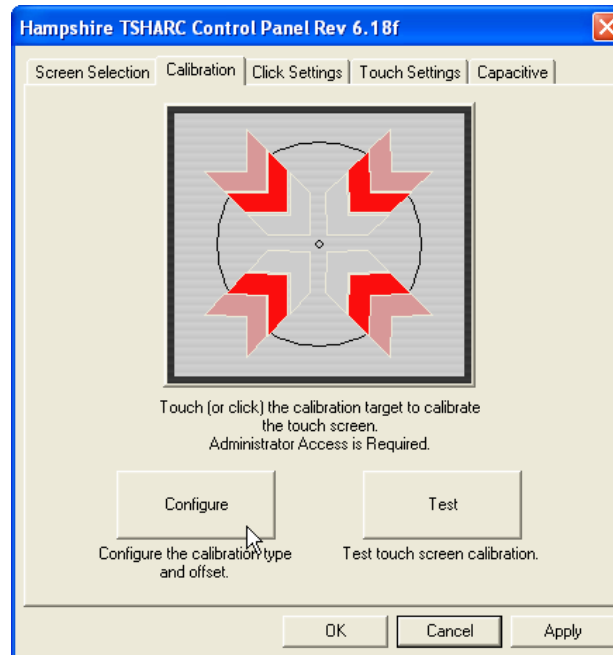 Hampshire TSHARC Control Panel Rev 6.18f
Screen Selection Calibration Click Settings Touch Settings Capacitive
Touch (or click) the calibration target to calibrate
the touch screen.
Administrator Access is Required.
Configure Test
Configure the calibration type Test touch screen calibration.
and offset.
OK Cancel Apply